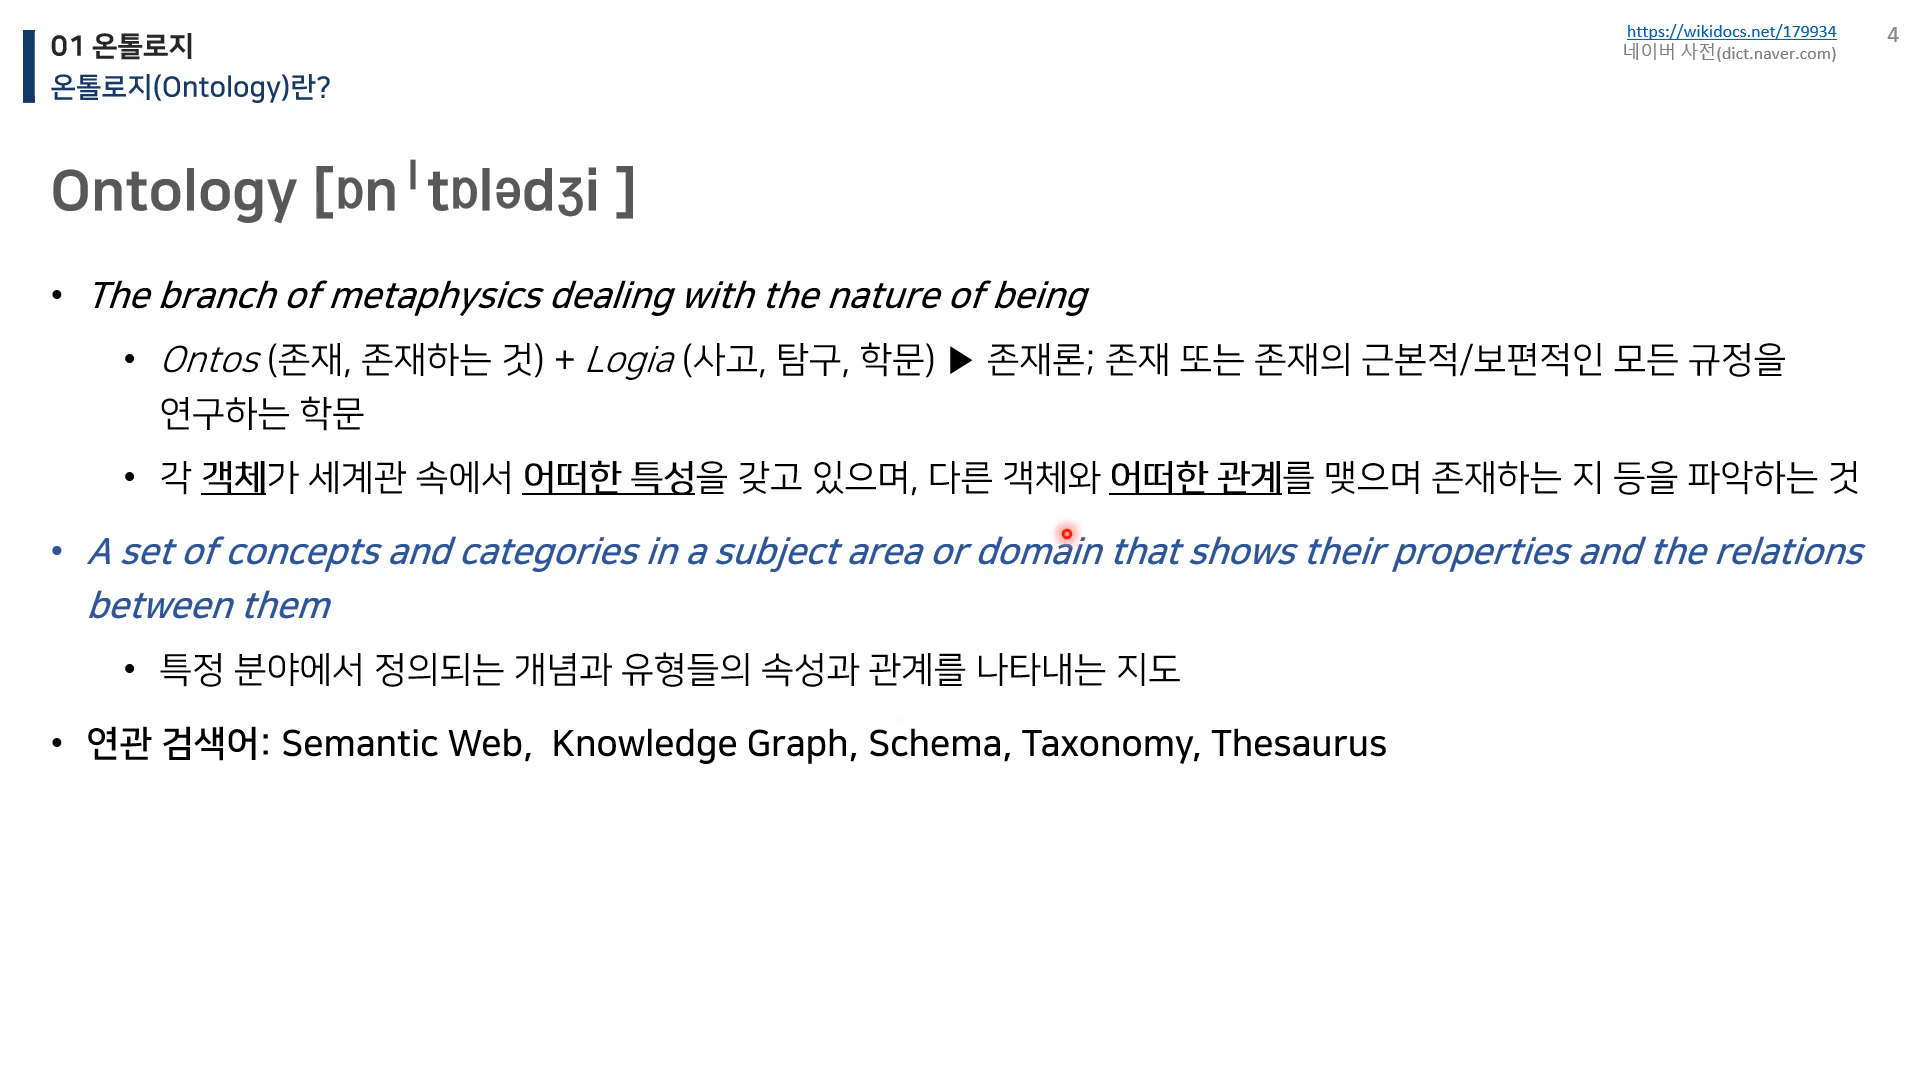 01 온톨로지
온톨로지(Ontology)란?
https://wikidocs.net/179934
네이버 사전(dict.naver.com)
4
Ontology [ɒnˈtɒlədʒi ]
• The branch of metaphysics dealing with the nature of being
• Ontos (존재, 존재하는 것) + Logia (사고, 탐구, 학문) ▶ 존재론; 존재 또는 존재의 근본적/보편적인 모든 규정을
연구하는 학문
• 각 객체가 세계관 속에서 어떠한 특성을 갖고 있으며, 다른 객체와 어떠한 관계를 맺으며 존재하는 지 등을 파악하는 것
• A set of concepts and categories in a subject area or domain that shows their properties and the relations
between them
• 특정 분야에서 정의되는 개념과 유형들의 속성과 관계를 나타내는 지도
• 연관 검색어: Semantic Web,  Knowledge Graph, Schema, Taxonomy, Thesaurus